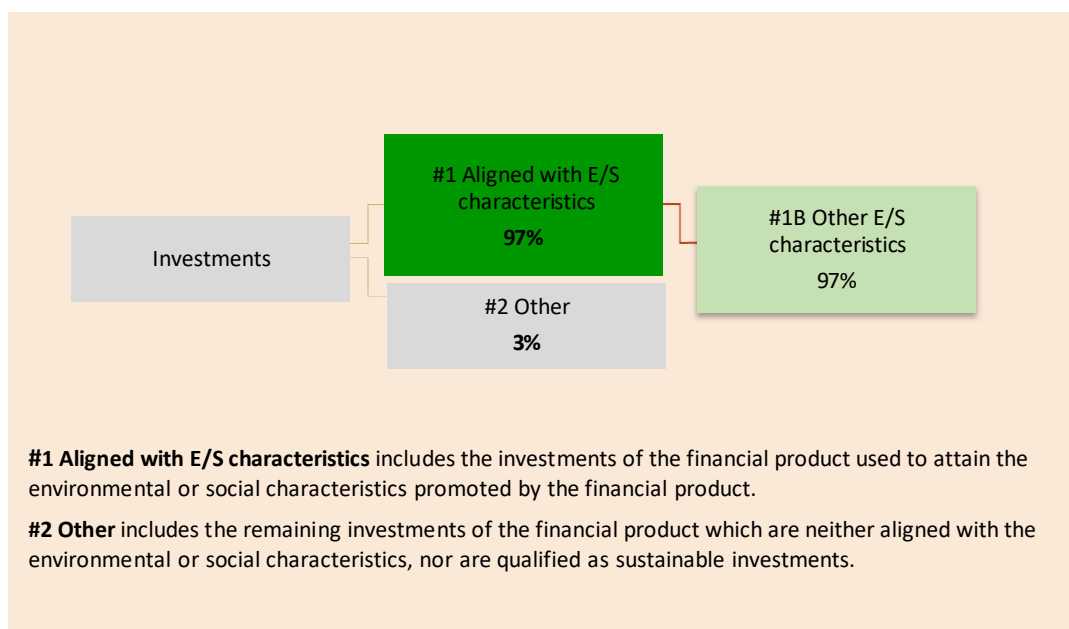 #1 Aligned with E/S
characteristics
97%
#1B Other E/S
characteristics
97%
Investments
#2 Other
3%
#1 Aligned with E/S characteristics includes the investments of the financial product used to attain the
environmental or social characteristics promoted by the financial product.
#2 Other includes the remaining investments of the financial product which are neither aligned with the
environmental or social characteristics, nor are qualified as sustainable investments.